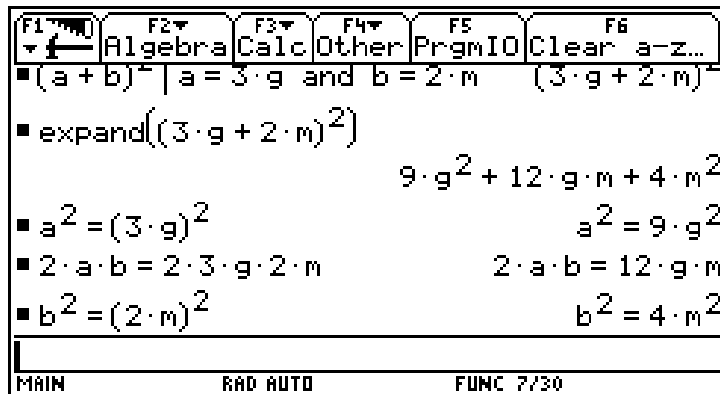 F1 F2 F3 F4 F5 F6
Algebra Calc Other PrgmIO Clear a-z…
▪(a + b)² | a = 3·g and b = 2·m (3·g + 2·m)²
▪ expand((3·g + 2·m)²)
9·g² + 12·g·m + 4·m²
▪ a² = (3·g)² a² = 9·g²
▪ 2·a·b = 2·3·g·2·m 2·a·b = 12·g·m
▪ b² = (2·m)² b² = 4·m²
MAIN RAD AUTO FUNC 7/30